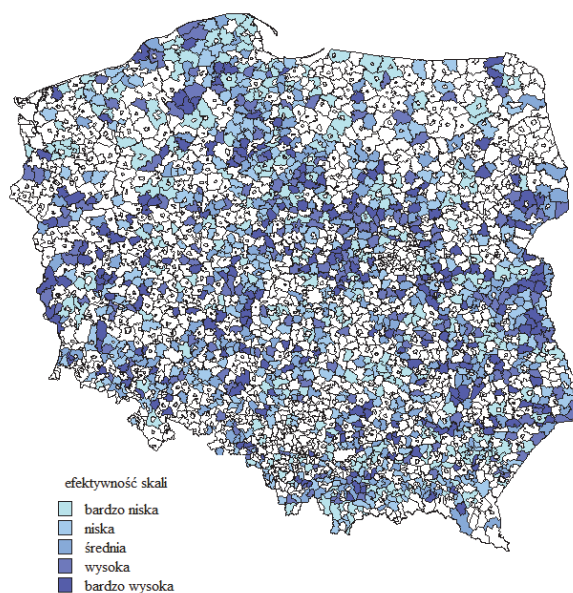 efektywność skali
bardzo niska
niska
średnia
wysoka
bardzo wysoka